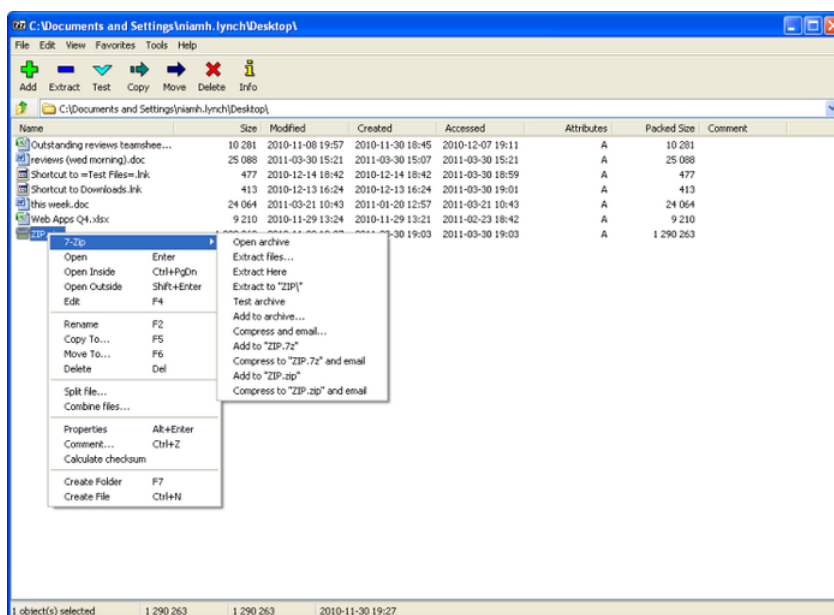 C:\Documents and Settings\niamh.lynch\Desktop\
File Edit View Favorites Tools Help
Add Extract Test Copy Move Delete Info
C:\Documents and Settings\niamh.lynch\Desktop\
Name Size Modified Created Accessed Attributes Packed Size Comment
Outstanding reviews teamshee... 10 281 2010-11-08 19:57 2010-11-30 18:45 2010-12-07 19:11 A 10 281
reviews (wed morning).doc 25 088 2011-03-30 15:21 2011-03-30 15:07 2011-03-30 15:21 A 25 088
Shortcut to =Test Files=.lnk 477 2010-12-14 18:42 2010-12-14 18:42 2011-03-30 18:59 A 477
Shortcut to Downloads.lnk 413 2010-12-13 16:24 2010-12-13 16:24 2011-03-30 19:01 A 413
this week.doc 24 064 2011-03-21 10:43 2011-01-20 12:57 2011-03-21 10:43 A 24 064
Web Apps Q4.xlsx 9 210 2010-11-29 13:24 2010-11-29 13:21 2011-02-23 18:42 A 9 210
ZIP 19:03 2011-03-30 19:03 A 1 290 263
7-Zip
Open Enter
Open Inside Ctrl+PgDn
Open Outside Shift+Enter
Edit F4
Rename F2
Copy To... F5
Move To... F6
Delete Del
Split file...
Combine files...
Properties Alt+Enter
Comment... Ctrl+Z
Calculate checksum
Create Folder F7
Create File Ctrl+N
Open archive
Extract files...
Extract Here
Extract to "ZIP\"
Test archive
Add to archive...
Compress and email...
Add to "ZIP.7z"
Compress to "ZIP.7z" and email
Add to "ZIP.zip"
Compress to "ZIP.zip" and email
1 object(s) selected 1 290 263 1 290 263 2010-11-30 19:27